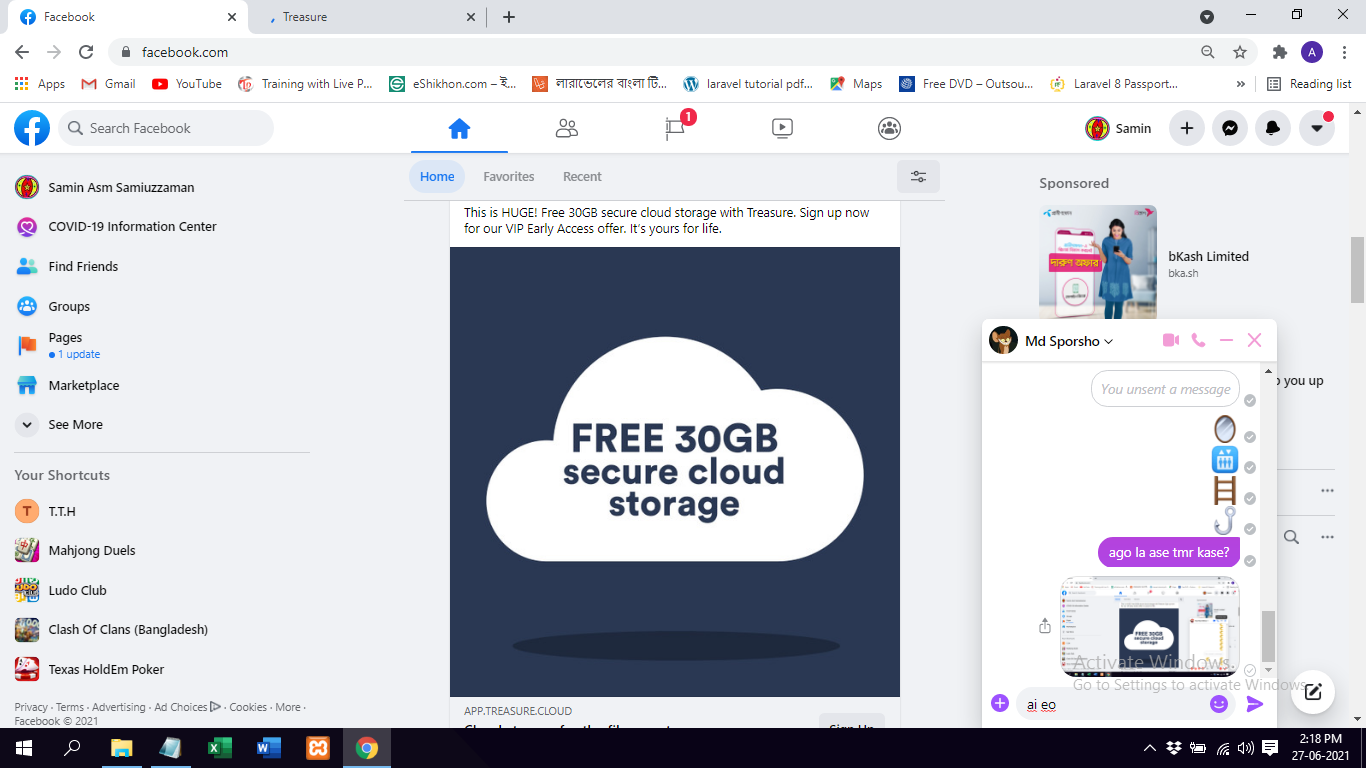 Facebook
Treasure
facebook.com
A
Apps
Gmail
YouTube
Training with Live P...
eShikhon.com – ই...
লারাভেলের বাংলা টি...
laravel tutorial pdf...
Maps
Free DVD – Outsou...
Laravel 8 Passport...
»
Reading list
Search Facebook
1
Samin
Samin Asm Samiuzzaman
COVID-19 Information Center
Find Friends
Groups
Pages
1 update
Marketplace
See More
Your Shortcuts
T
T.T.H
Mahjong Duels
Ludo Club
Clash Of Clans (Bangladesh)
Texas HoldEm Poker
Privacy · Terms · Advertising · Ad Choices · Cookies · More ·
Facebook © 2021
Home
Favorites
Recent
This is HUGE! Free 30GB secure cloud storage with Treasure. Sign up now
for our VIP Early Access offer. It's yours for life.
FREE 30GB
secure cloud
storage
APP.TREASURE.CLOUD
Sign Up
Sponsored
দারুণ অফার
bKash Limited
bka.sh
you up
Md Sporsho
You unsent a message
ago la ase tmr kase?
FREE 30GB
secure cloud
storage
Activate Windows
Go to Settings to activate Windows.
ai eo
2:18 PM
27-06-2021